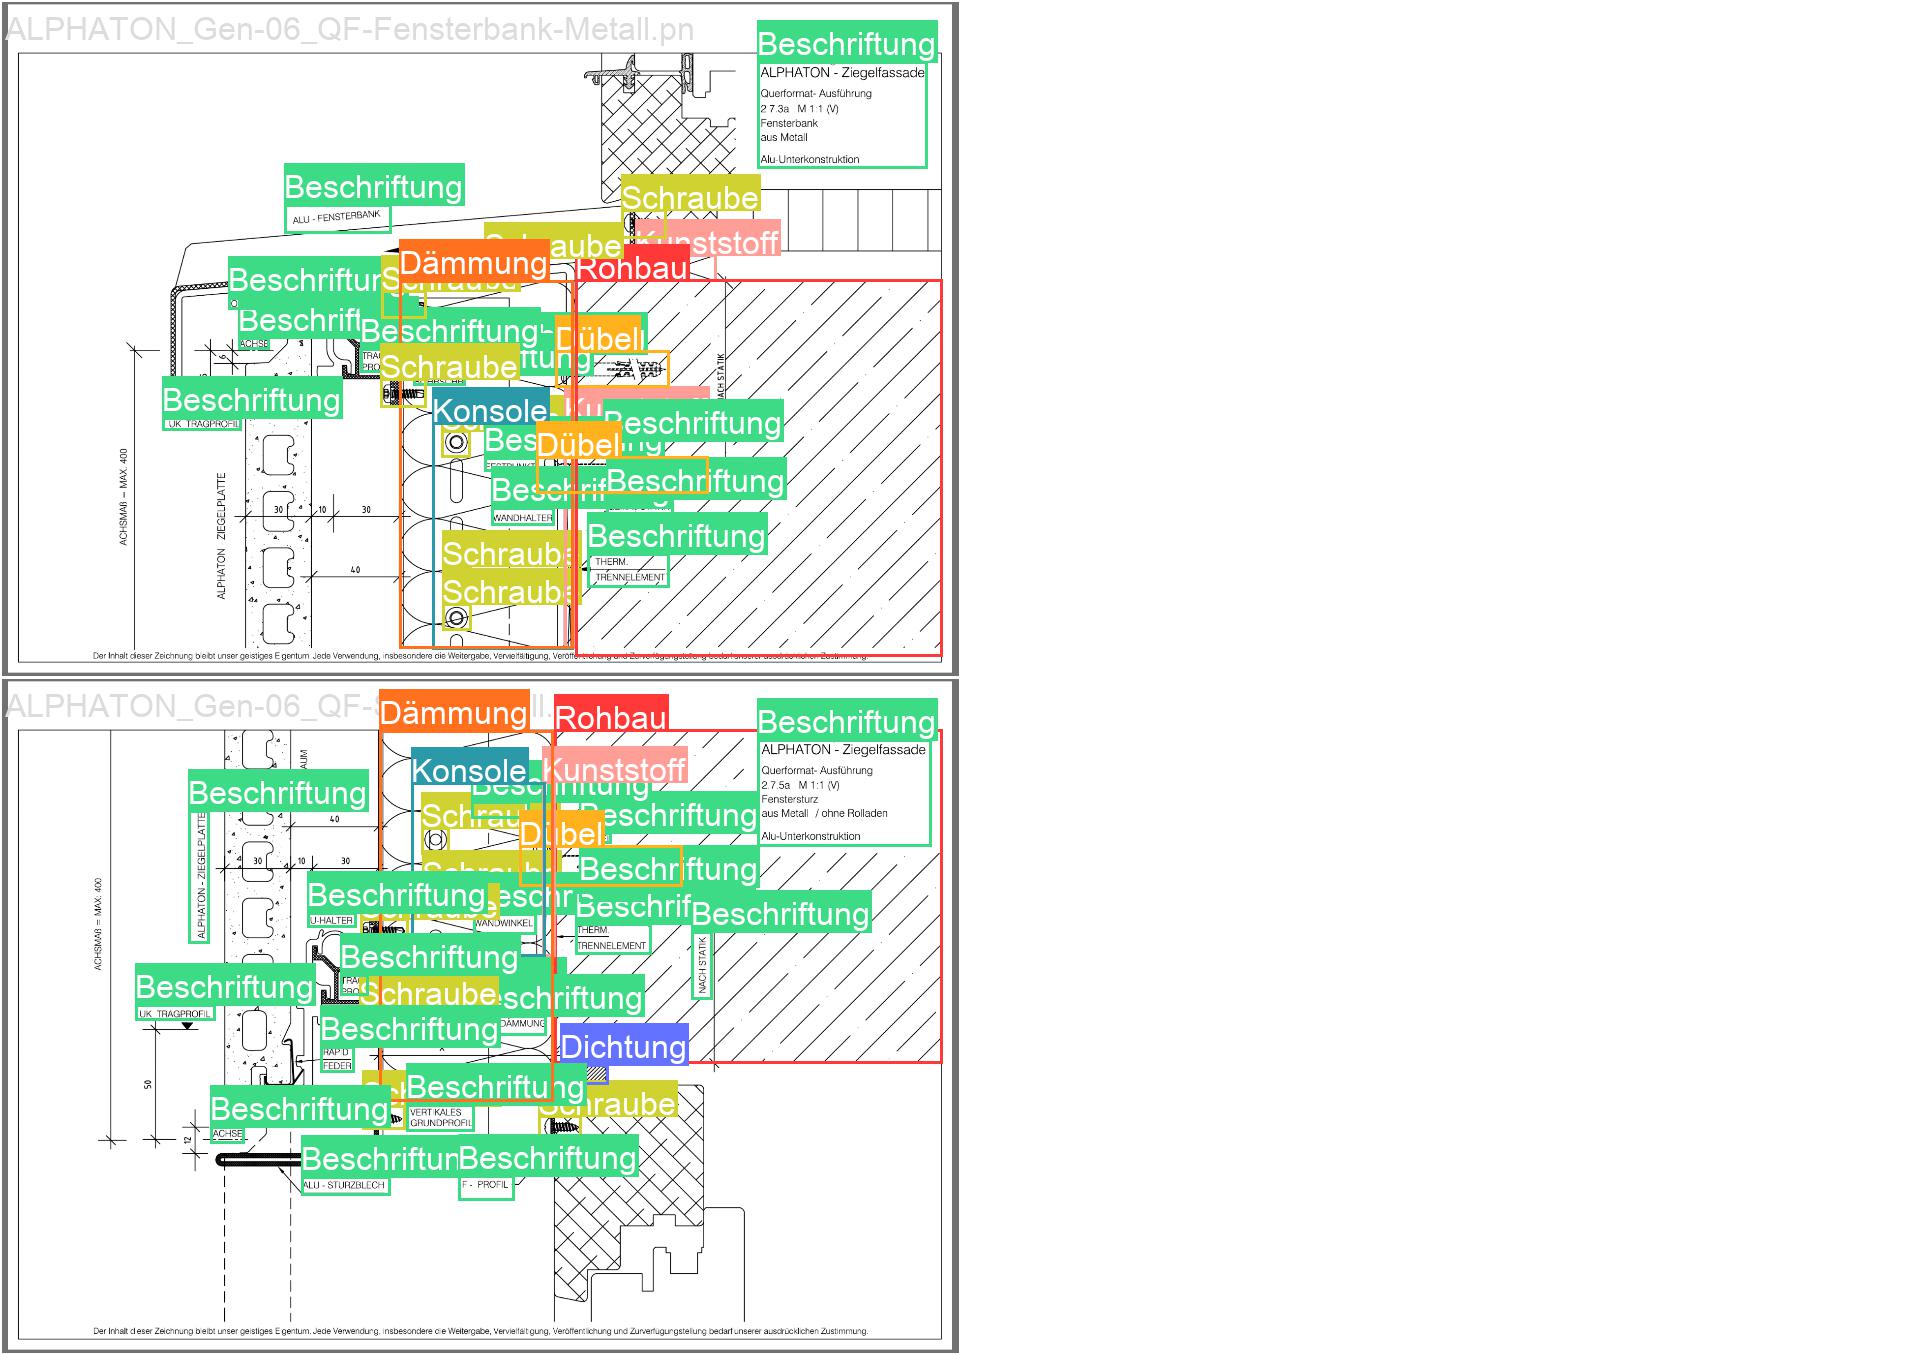 ALPHATON_Gen-06_QF-Fensterbank-Metall.pn
Beschriftung
ALPHATON - Ziegelfassade
Querformat- Ausführung
2.7.3a M 1:1 (V)
Fensterbank
aus Metall
Alu-Unterkonstruktion
Beschriftung
ALU - FENSTERBANK
Schraube
Kunststoff
Dämmung
Rohbau
Beschriftung
Schraube
Beschriftung
ACHSE
Beschriftung
Dübel
Schraube
Beschriftung
UK TRAGPROFIL
Konsole
Beschriftung
Dübel
NACH STATIK
ACHSMAß = MAX. 400
ALPHATON ZIEGELPLATTE
Beschriftung
Beschriftung
WANDHALTER
30
10
30
Beschriftung
Schraube
THERM.
TRENNELEMENT
40
Schraube
Der Inhalt dieser Zeichnung bleibt unser geistiges Eigentum. Jede Verwendung, insbesondere die Weitergabe, Vervielfältigung, Veröffentlichung und Zurverfügungstellung bedarf unserer ausdrücklichen Zustimmung.
ALPHATON_Gen-06_QF-
Dämmung
Rohbau
Beschriftung
ALPHATON - Ziegelfassade
Querformat- Ausführung
2.7.5a M 1:1 (V)
Fenstersturz
aus Metall / ohne Rolladen
Alu-Unterkonstruktion
Konsole
Kunststoff
Beschriftung
Beschriftung
Beschriftung
ALPHATON - ZIEGELPLATTE
Schraube
Dübel
40
30
10
30
Schraube
Beschriftung
Beschriftung
U-HALTER
WANDWINKEL
Beschriftung
Beschriftung
THERM.
TRENNELEMENT
NACH STATIK
ACHSMAß = MAX: 400
Beschriftung
Beschriftung
UK TRAGPROFIL
Schraube
Beschriftung
DÄMMUNG
Beschriftung
RAPID
FEDER
Dichtung
50
Beschriftung
VERTIKALES
GRUNDPROFIL
Schraube
Beschriftung
ACHSE
12
Beschriftung
ALU - STURZBLECH
Beschriftung
F - PROFIL
Der Inhalt dieser Zeichnung bleibt unser geistiges Eigentum. Jede Verwendung, insbesondere die Weitergabe, Vervielfältigung, Veröffentlichung und Zurverfügungstellung bedarf unserer ausdrücklichen Zustimmung.